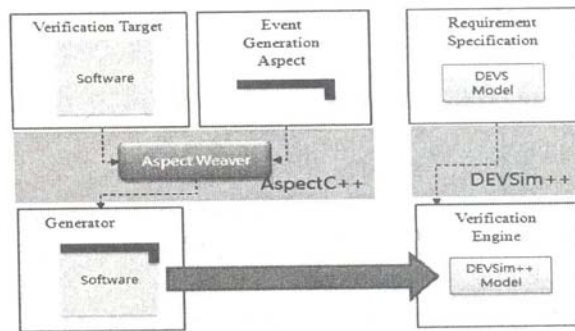 Verification Target
Software
Event
Generation
Aspect
Requirement
Specification
DEVS
Model
Aspect Weaver
AspectC++
DEVSim++
Generator
Software
Verification
Engine
DEVSim++
Model